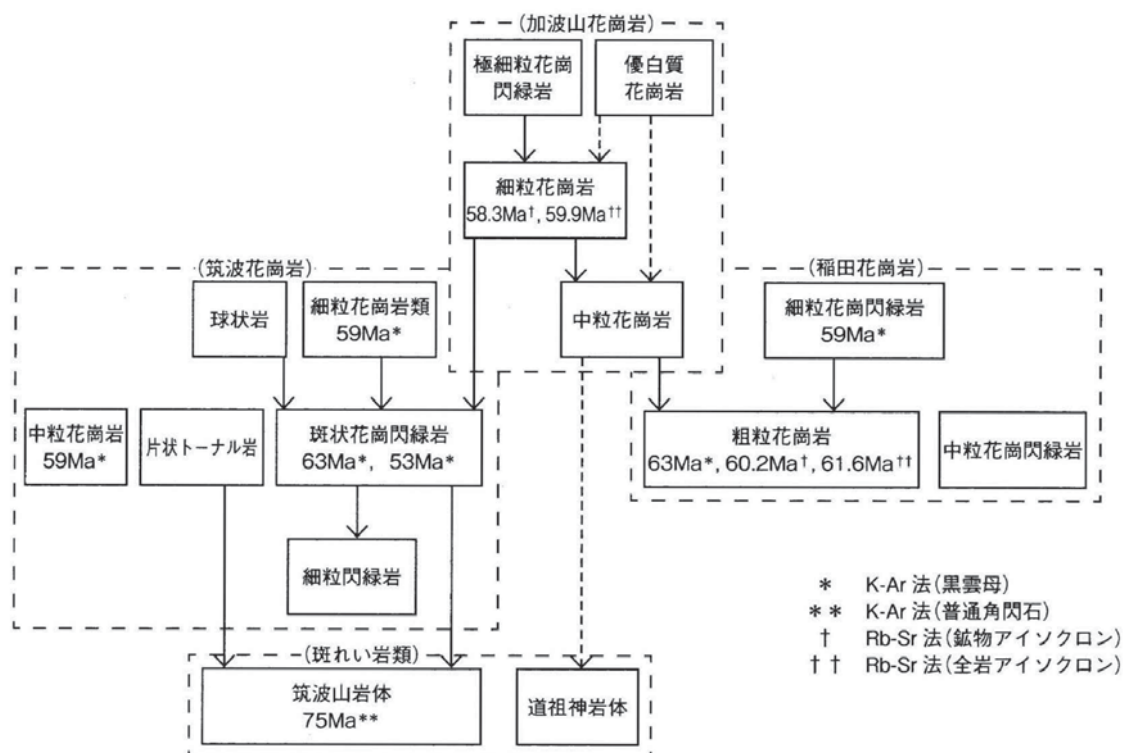 (加波山花崗岩)
極細粒花崗
閃緑岩
優白質
花崗岩
細粒花崗岩
58.3Ma†, 59.9Ma††
(筑波花崗岩)
(稲田花崗岩)
球状岩
細粒花崗岩類
59Ma*
中粒花崗岩
細粒花崗閃緑岩
59Ma*
中粒花崗岩
59Ma*
片状トーナル岩
斑状花崗閃緑岩
63Ma*, 53Ma*
粗粒花崗岩
63Ma*, 60.2Ma†, 61.6Ma††
中粒花崗閃緑岩
細粒閃緑岩
(斑れい岩類)
筑波山岩体
75Ma**
道祖神岩体
* K-Ar 法(黒雲母)
** K-Ar 法(普通角閃石)
† Rb-Sr 法(鉱物アイソクロン)
†† Rb-Sr 法(全岩アイソクロン)